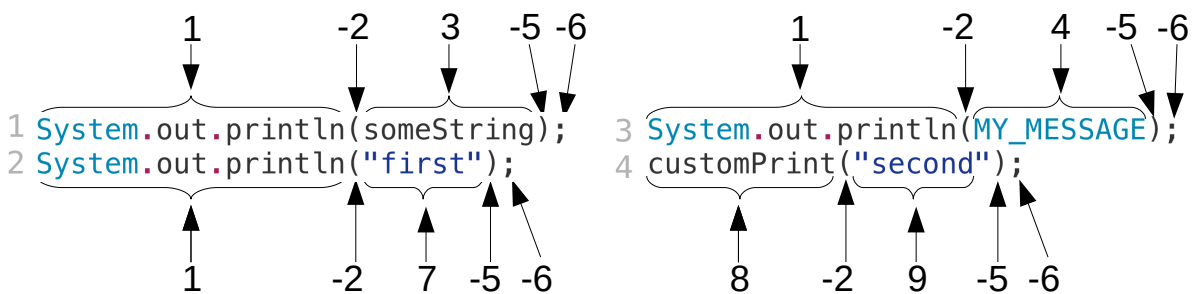 1 -2 3 -5 -6
1 System.out.println(someString);
2 System.out.println("first");
1 -2 7 -5 -6
1 -2 4 -5 -6
3 System.out.println(MY_MESSAGE);
4 customPrint("second");
8 -2 9 -5 -6